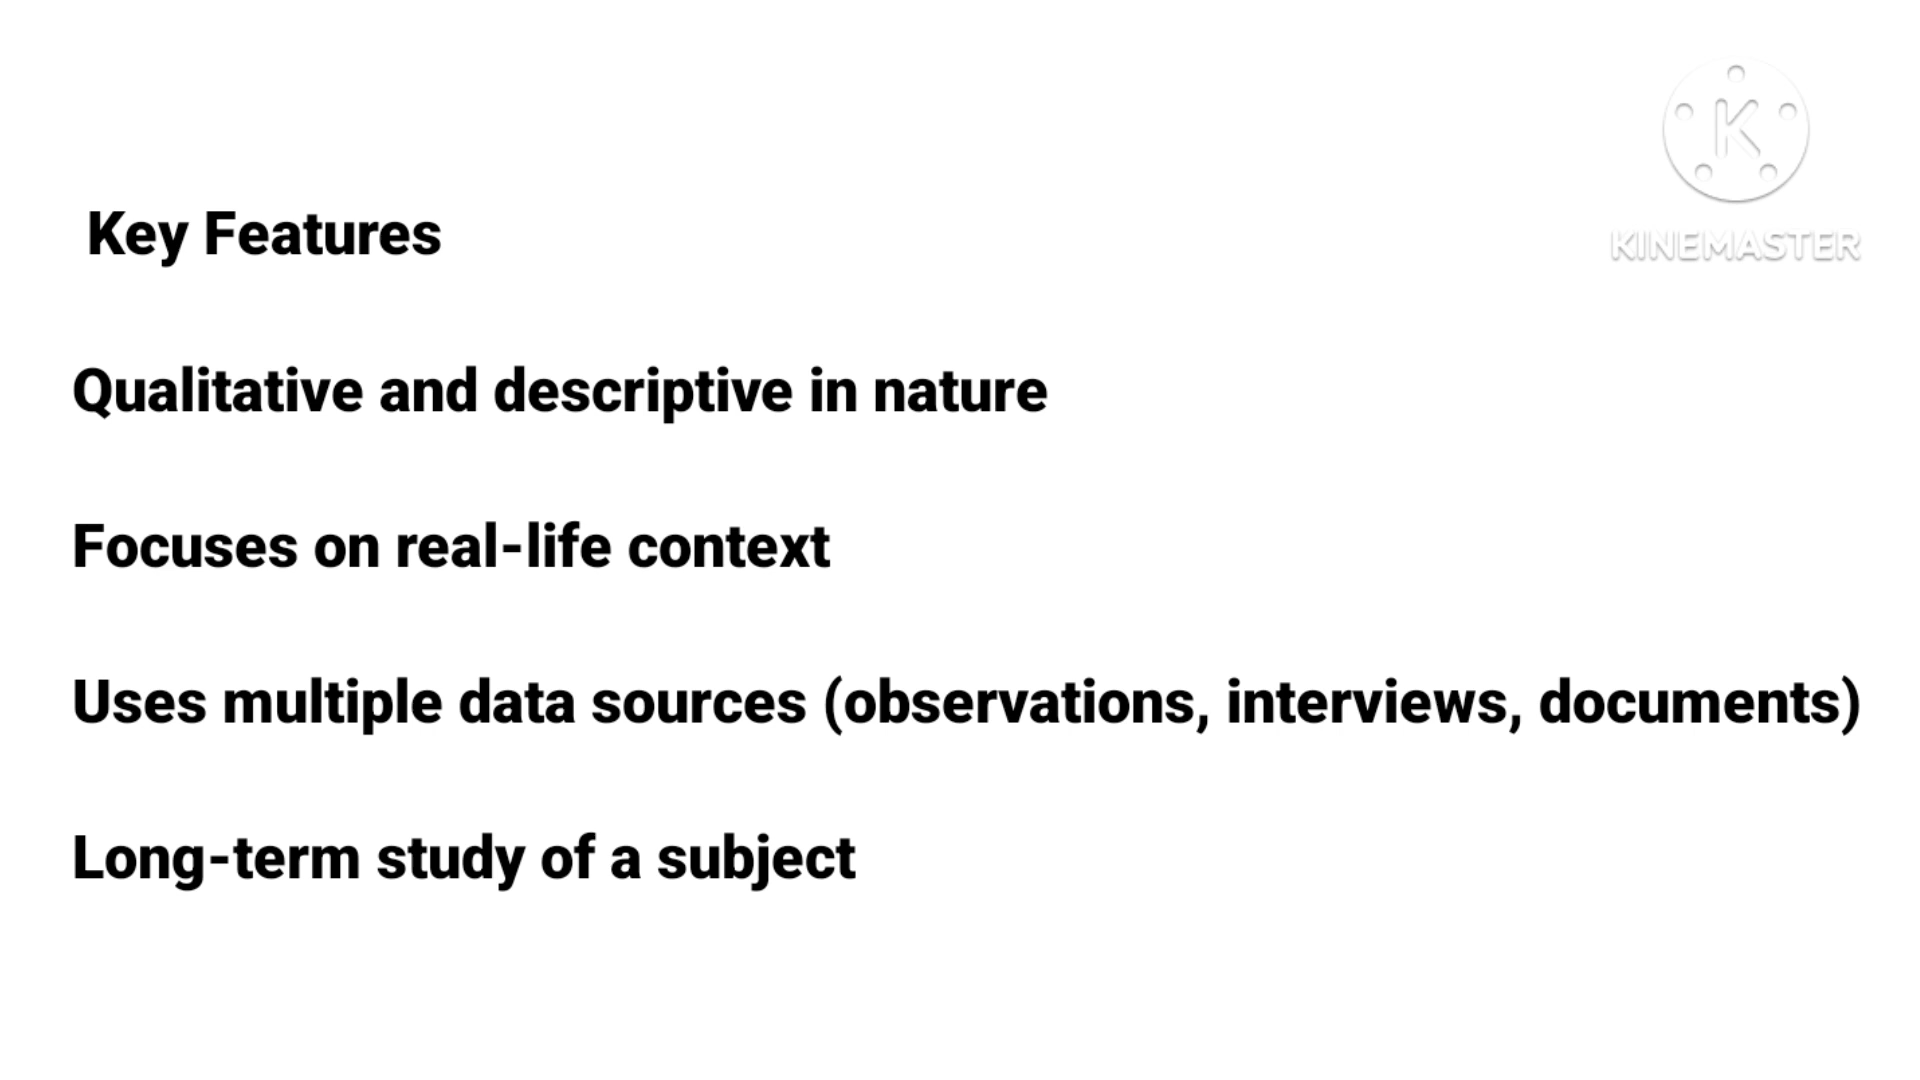 KINEMASTER
Key Features
Qualitative and descriptive in nature
Focuses on real-life context
Uses multiple data sources (observations, interviews, documents)
Long-term study of a subject